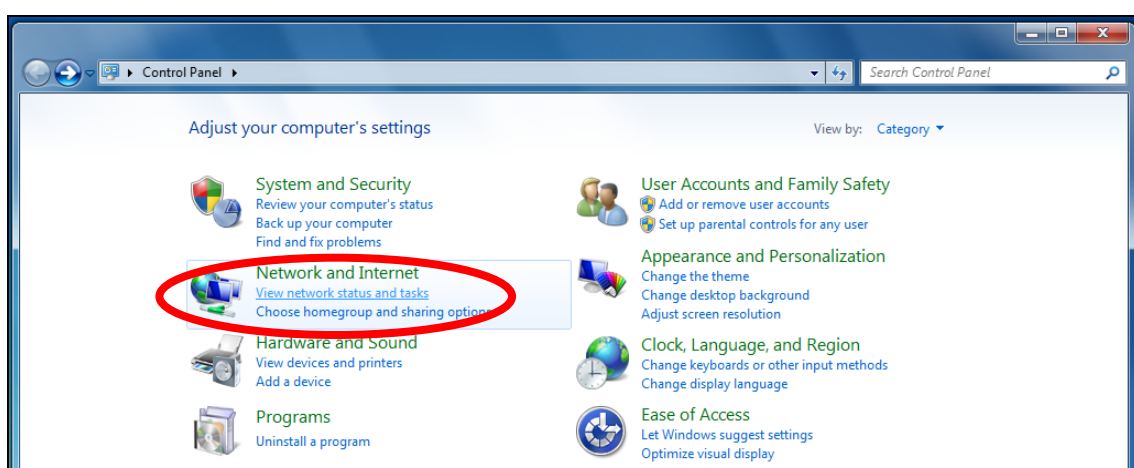 Control Panel
Search Control Panel
Adjust your computer's settings
View by: Category
System and Security
Review your computer's status
Back up your computer
Find and fix problems
Network and Internet
View network status and tasks
Choose homegroup and sharing options
Hardware and Sound
View devices and printers
Add a device
Programs
Uninstall a program
User Accounts and Family Safety
Add or remove user accounts
Set up parental controls for any user
Appearance and Personalization
Change the theme
Change desktop background
Adjust screen resolution
Clock, Language, and Region
Change keyboards or other input methods
Change display language
Ease of Access
Let Windows suggest settings
Optimize visual display